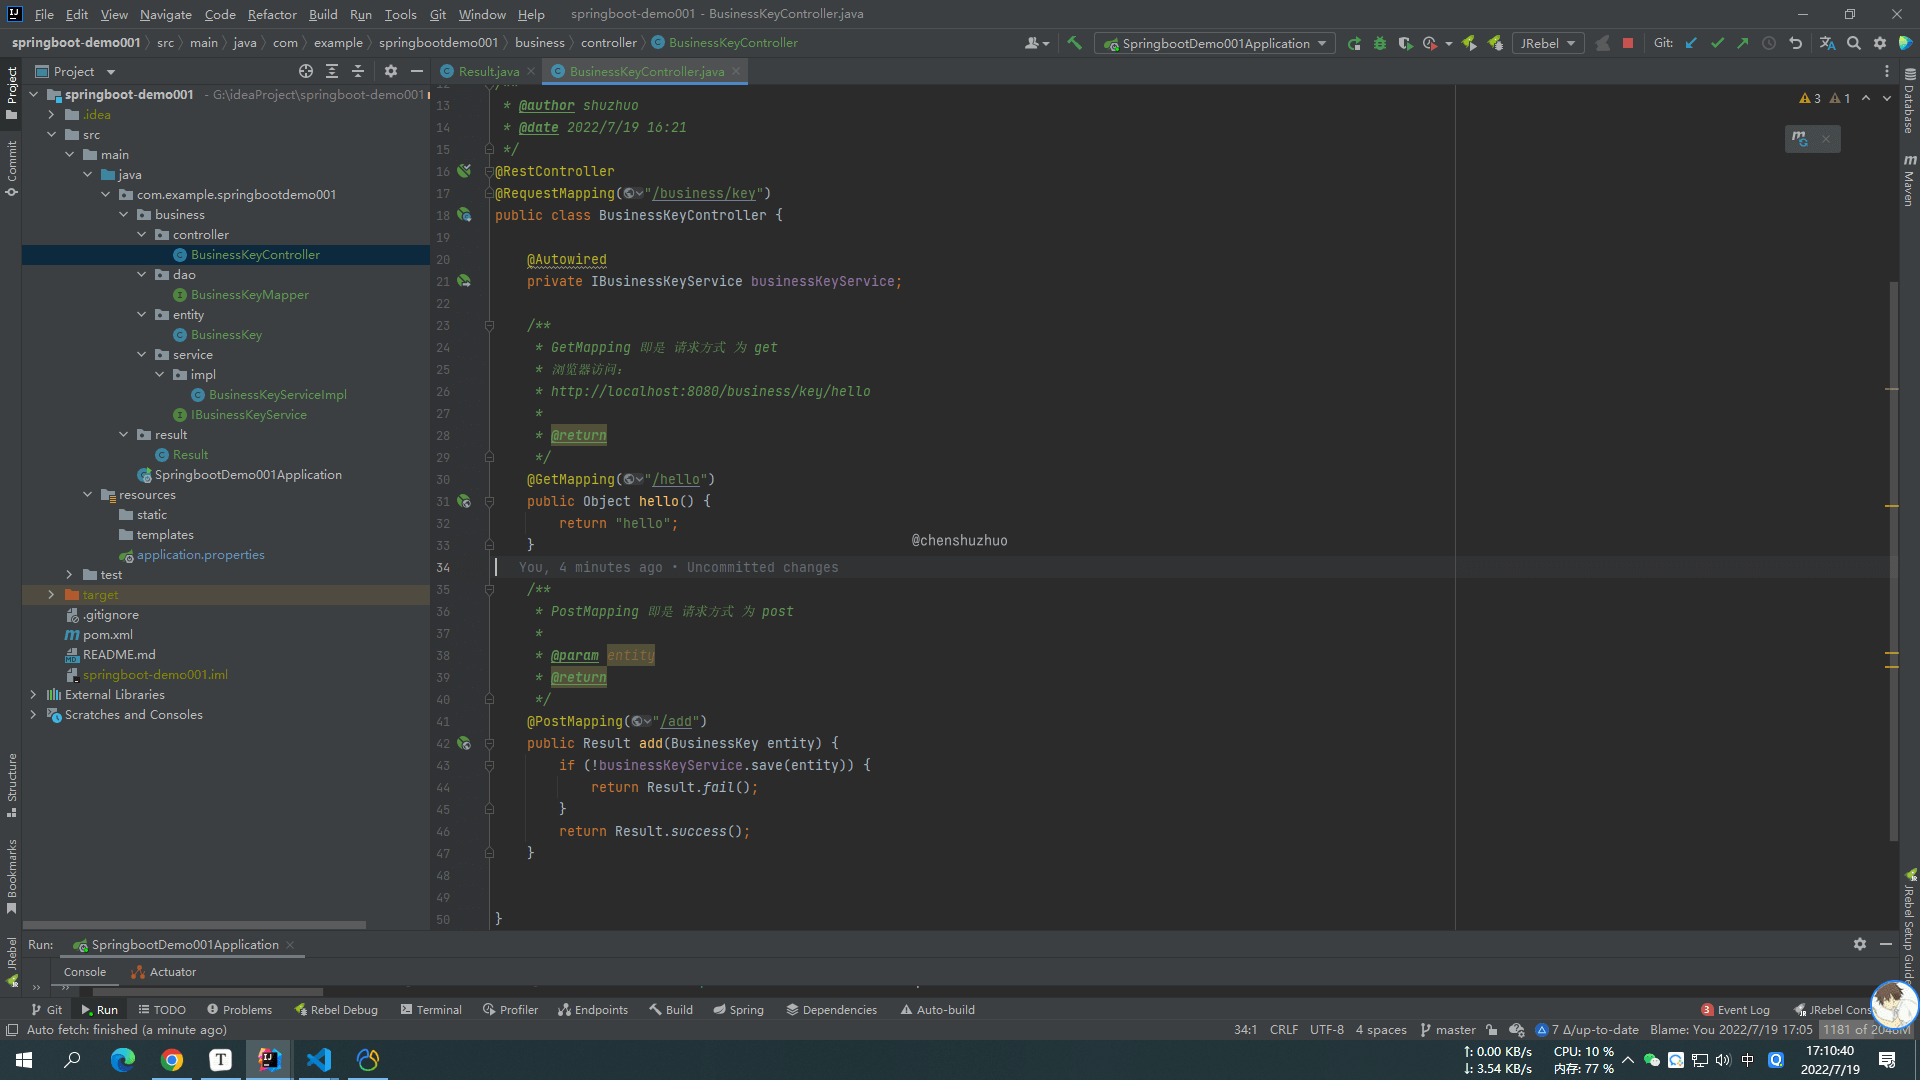 File Edit View Navigate Code Refactor Build Run Tools Git Window Help springboot-demo001 - BusinessKeyController.java
springboot-demo001 src main java com example springbootdemo001 business controller BusinessKeyController
SpringbootDemo001Application JRebel Git:
Project
Result.java BusinessKeyController.java
Project
Commit
Structure
Bookmarks
JRebel
springboot-demo001 - G:\ideaProject\springboot-demo001
.idea
src
main
java
com.example.springbootdemo001
business
controller
BusinessKeyController
dao
BusinessKeyMapper
entity
BusinessKey
service
impl
BusinessKeyServiceImpl
IBusinessKeyService
result
Result
SpringbootDemo001Application
resources
static
templates
application.properties
test
target
.gitignore
pom.xml
README.md
springboot-demo001.iml
External Libraries
Scratches and Consoles
3 1
12 /**
13 * @author shuzhuo
14 * @date 2022/7/19 16:21
15 */
16 @RestController
17 @RequestMapping("/business/key")
18 public class BusinessKeyController {
19
20 @Autowired
21 private IBusinessKeyService businessKeyService;
22
23 /**
24 * GetMapping 即是 请求方式 为 get
25 * 浏览器访问:
26 * http://localhost:8080/business/key/hello
27 *
28 * @return
29 */
30 @GetMapping("/hello")
31 public Object hello() {
32 return "hello";
33 }
@chenshuzhuo
34 You, 4 minutes ago · Uncommitted changes
35 /**
36 * PostMapping 即是 请求方式 为 post
37 *
38 * @param entity
39 * @return
40 */
41 @PostMapping("/add")
42 public Result add(BusinessKey entity) {
43 if (!businessKeyService.save(entity)) {
44 return Result.fail();
45 }
46 return Result.success();
47 }
48
49
50 }
Database
Maven
JRebel Setup Guide
Run: SpringbootDemo001Application
Console Actuator
Git Run TODO Problems Rebel Debug Terminal Profiler Endpoints Build Spring Dependencies Auto-build 3 Event Log JRebel Cons
Auto fetch: finished (a minute ago) 34:1 CRLF UTF-8 4 spaces master 7 Δ/up-to-date Blame: You 2022/7/19 17:05 1181 of 2048M
↑: 0.00 KB/s CPU: 10 % 中 17:10:40
↓: 3.54 KB/s 内存: 77 % 2022/7/19